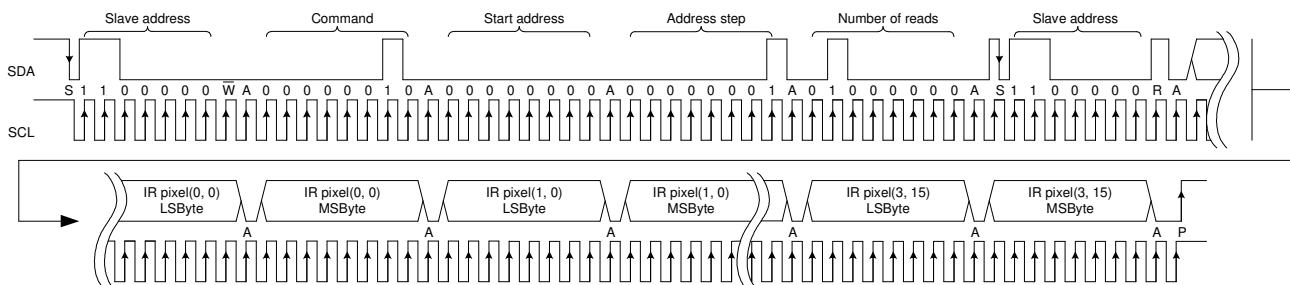 Slave address Command Start address Address step Number of reads Slave address
SDA
S 1 1 0 0 0 0 0 W̅ A 0 0 0 0 0 0 1 0 A 0 0 0 0 0 0 0 0 A 0 0 0 0 0 0 0 1 A 0 1 0 0 0 0 0 0 A S 1 1 0 0 0 0 0 R A
SCL
IR pixel(0, 0) IR pixel(0, 0) IR pixel(1, 0) IR pixel(1, 0) IR pixel(3, 15) IR pixel(3, 15)
LSByte MSByte LSByte MSByte LSByte MSByte
A A A A A A P